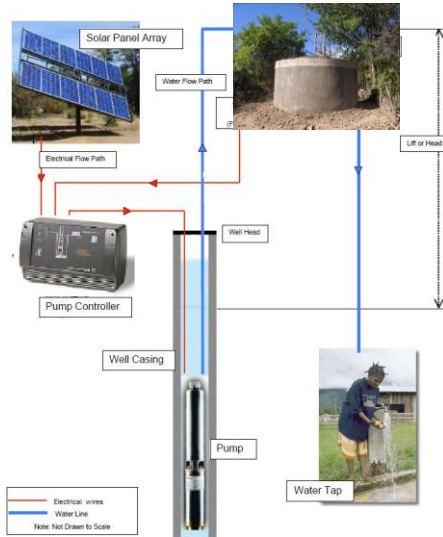 Solar Panel Array
Water Flow Path
(F
Lift or Head
Electrical Flow Path
Well Head
Pump Controller
Well Casing
Pump
Water Tap
Electrical wires
Water Line
Note: Not Drawn to Scale